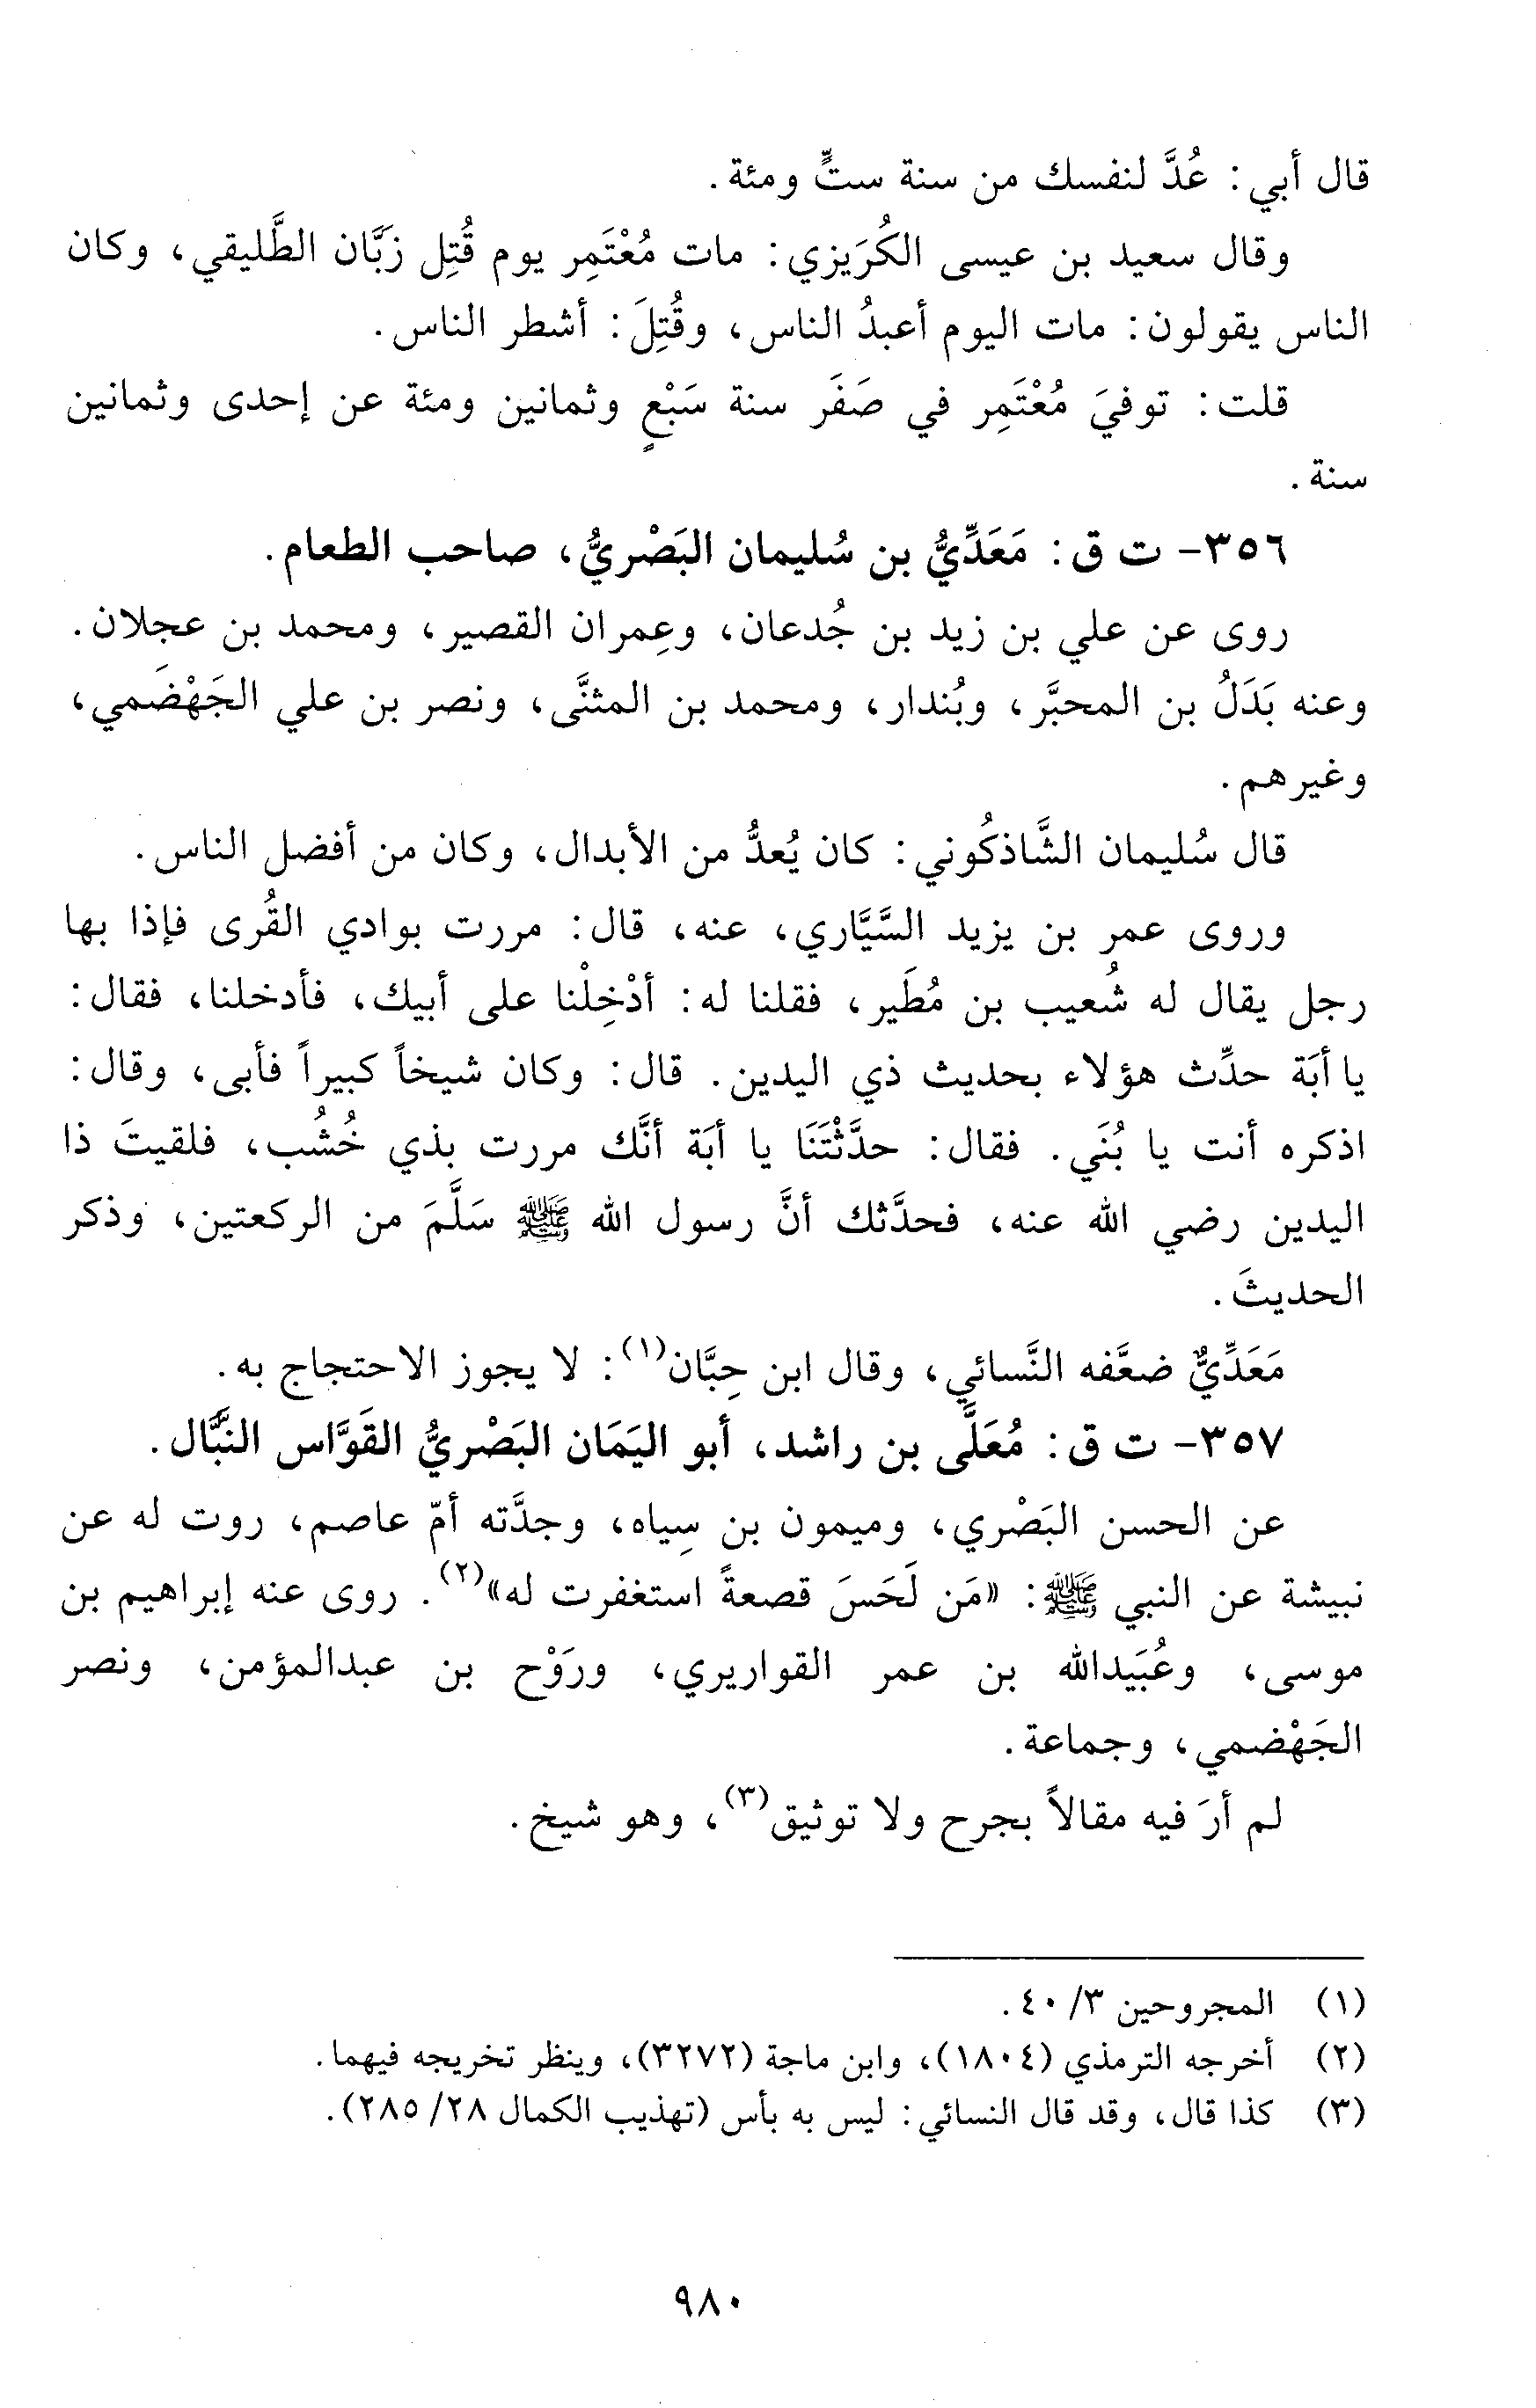 قال أبي: عُدَّ لنفسك من سنة ستٍّ ومئة.
وقال سعيد بن عيسى الكُرَيزي: مات مُعْتَمِر يوم قُتِل زَبَّان الطَّليقي، وكان
الناس يقولون: مات اليوم أعبدُ الناس، وقُتِلَ: أشطر الناس.
قلت: توفيَ مُعْتَمِر في صَفَر سنة سَبْعٍ وثمانين ومئة عن إحدى وثمانين
سنة.
٣٥٦- ت ق: مَعَدِّيُّ بن سُليمان البَصْريُّ، صاحب الطعام.
روى عن علي بن زيد بن جُدعان، وعِمران القصير، ومحمد بن عجلان.
وعنه بَدَلُ بن المحبَّر، وبُندار، ومحمد بن المثنَّى، ونصر بن علي الجَهْضَمي،
وغيرهم.
قال سُليمان الشَّاذكُوني: كان يُعدُّ من الأبدال، وكان من أفضل الناس.
وروى عمر بن يزيد السَّيَّاري، عنه، قال: مررت بوادي القُرى فإذا بها
رجل يقال له شُعيب بن مُطَير، فقلنا له: أدْخِلْنا على أبيك، فأدخلنا، فقال:
يا أبَة حدِّث هؤلاء بحديث ذي اليدين. قال: وكان شيخاً كبيراً فأبى، وقال:
اذكره أنت يا بُنَي. فقال: حدَّثْتَنَا يا أبَة أنَّك مررت بذي خُشُب، فلقيتَ ذا
اليدين رضي الله عنه، فحدَّثك أنَّ رسول الله ﷺ سَلَّمَ من الركعتين، وذكر
الحديثَ.
مَعَدِّيٌّ ضعَّفه النَّسائي، وقال ابن حِبَّان(١): لا يجوز الاحتجاج به.
٣٥٧- ت ق: مُعَلَّى بن راشد، أبو اليَمَان البَصْريُّ القَوَّاس النبَّال.
عن الحسن البَصْري، وميمون بن سِياه، وجدَّته أمّ عاصم، روت له عن
نبيشة عن النبي ﷺ: «مَن لَحَسَ قصعةً استغفرت له»(٢). روى عنه إبراهيم بن
موسى، وعُبَيدالله بن عمر القواريري، ورَوْح بن عبدالمؤمن، ونصر
الجَهْضمي، وجماعة.
لم أرَ فيه مقالاً بجرح ولا توثيق(٣)، وهو شيخ.
(١) المجروحين ٣/ ٤٠.
(٢) أخرجه الترمذي (١٨٠٤)، وابن ماجة (٣٢٧٢)، وينظر تخريجه فيهما.
(٣) كذا قال، وقد قال النسائي: ليس به بأس (تهذيب الكمال ٢٨/ ٢٨٥).
٩٨٠